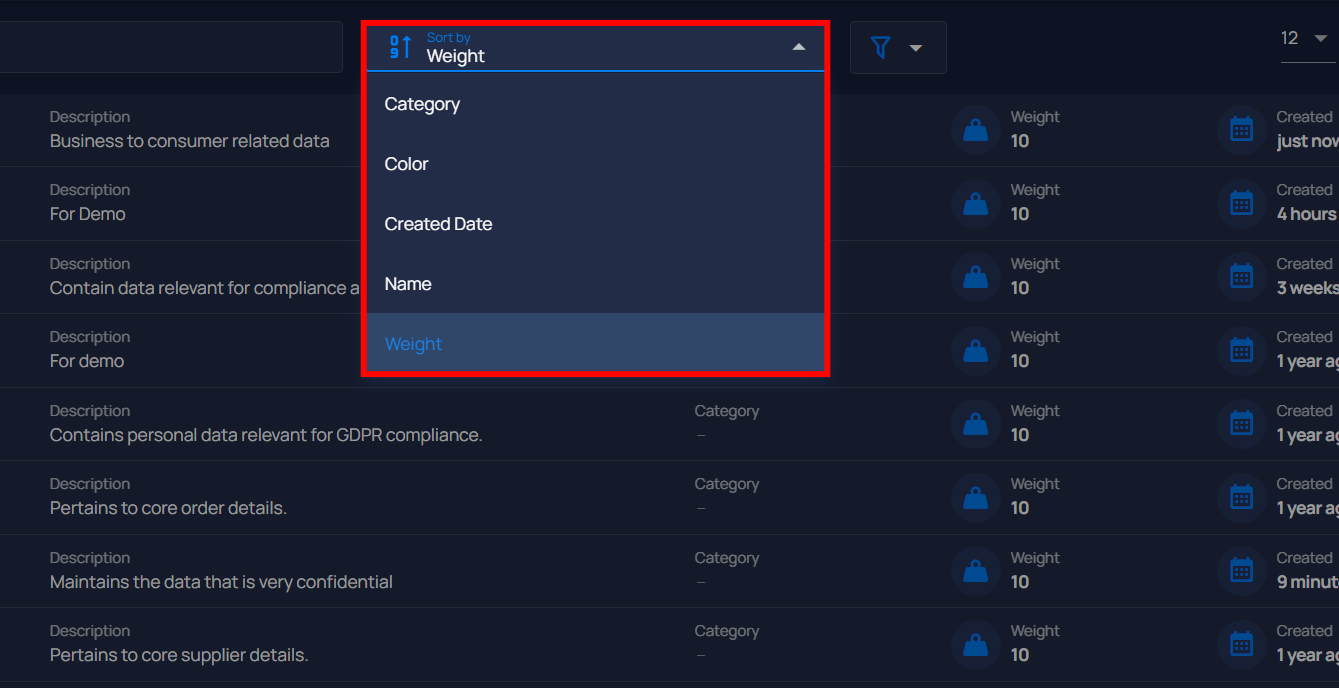 Sort by
Weight
12
Category
Color
Created Date
Name
Weight
Description
Business to consumer related data
Weight
10
Created
just now
Description
For Demo
Weight
10
Created
4 hours
Description
Contain data relevant for compliance a
Weight
10
Created
3 weeks
Description
For demo
Weight
10
Created
1 year ag
Description
Contains personal data relevant for GDPR compliance.
Category
–
Weight
10
Created
1 year ag
Description
Pertains to core order details.
Category
–
Weight
10
Created
1 year ag
Description
Maintains the data that is very confidential
Category
–
Weight
10
Created
9 minut
Description
Pertains to core supplier details.
Category
–
Weight
10
Created
1 year ag